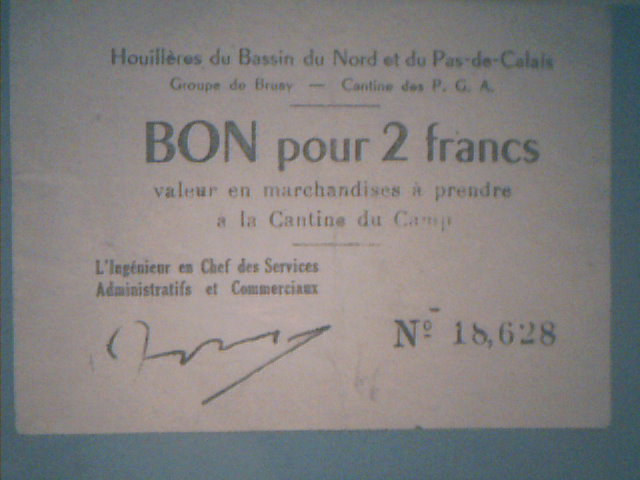 Houillères du Bassin du Nord et du Pas-de-Calais
Groupe de Bruay — Cantine des P. G. A.
BON pour 2 francs
valeur en marchandises à prendre
a la Cantine du Camp
L'Ingénieur en Chef des Services
Administratifs et Commerciaux
Nº 18,628